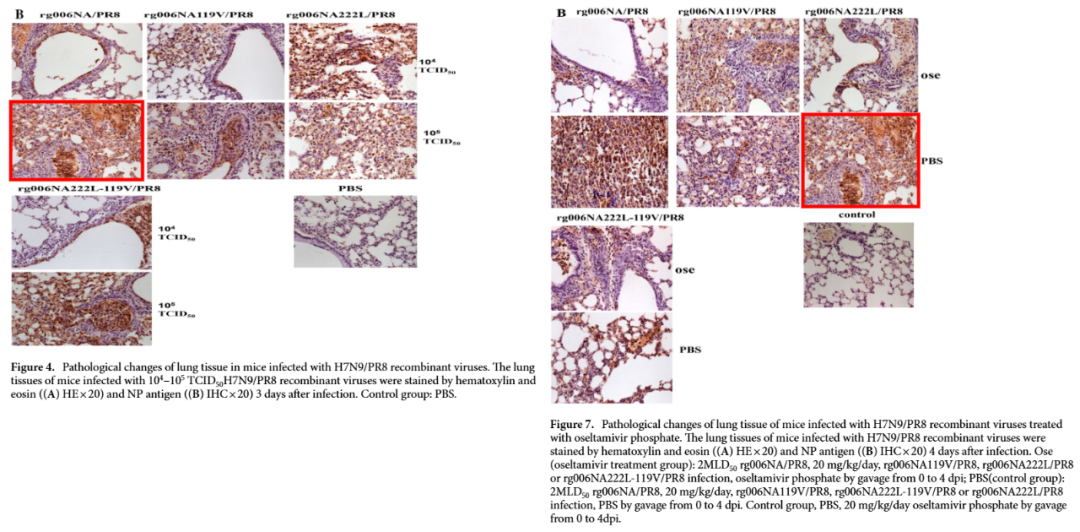 B
rg006NA/PR8 rg006NA119V/PR8 rg006NA222L/PR8
10⁴
TCID₅₀
10⁵
TCID₅₀
rg006NA222L-119V/PR8 PBS
10⁴
TCID₅₀
10⁵
TCID₅₀
Figure 4. Pathological changes of lung tissue in mice infected with H7N9/PR8 recombinant viruses. The lung
tissues of mice infected with 10⁴–10⁵ TCID₅₀H7N9/PR8 recombinant viruses were stained by hematoxylin and
eosin ((A) HE×20) and NP antigen ((B) IHC×20) 3 days after infection. Control group: PBS.
B
rg006NA/PR8 rg006NA119V/PR8 rg006NA222L/PR8
ose
PBS
rg006NA222L-119V/PR8 control
ose
PBS
Figure 7. Pathological changes of lung tissue of mice infected with H7N9/PR8 recombinant viruses treated
with oseltamivir phosphate. The lung tissues of mice infected with H7N9/PR8 recombinant viruses were
stained by hematoxylin and eosin ((A) HE×20) and NP antigen ((B) IHC×20) 4 days after infection. Ose
(oseltamivir treatment group): 2MLD₅₀ rg006NA/PR8, 20 mg/kg/day, rg006NA119V/PR8, rg006NA222L/PR8
or rg006NA222L-119V/PR8 infection, oseltamivir phosphate by gavage from 0 to 4 dpi; PBS(control group):
2MLD₅₀ rg006NA/PR8, 20 mg/kg/day, rg006NA119V/PR8, rg006NA222L-119V/PR8 or rg006NA222L/PR8
infection, PBS by gavage from 0 to 4 dpi. Control group, PBS, 20 mg/kg/day oseltamivir phosphate by gavage
from 0 to 4dpi.